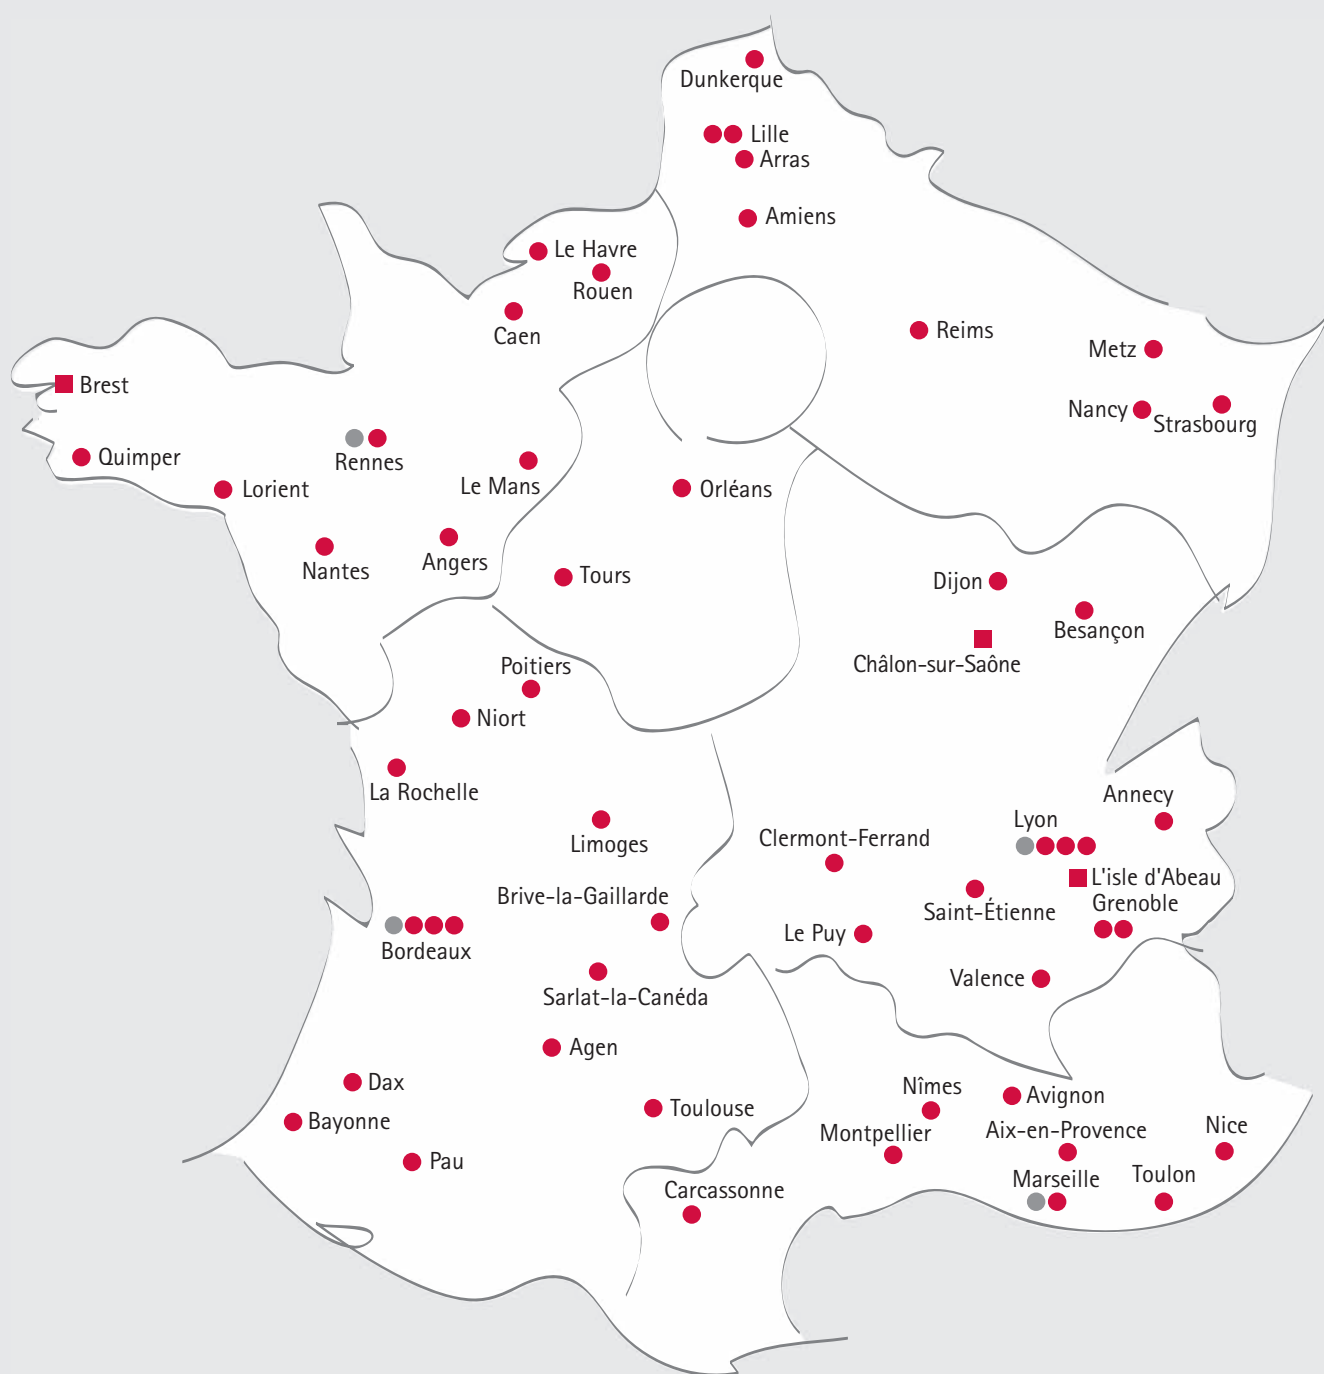 Dunkerque
Lille
Arras
Amiens
Le Havre
Rouen
Caen
Reims
Metz
Brest
Nancy
Strasbourg
Quimper
Rennes
Le Mans
Lorient
Orléans
Nantes
Angers
Tours
Dijon
Besançon
Châlon-sur-Saône
Poitiers
Niort
La Rochelle
Annecy
Lyon
Limoges
Clermont-Ferrand
L'isle d'Abeau
Brive-la-Gaillarde
Grenoble
Saint-Étienne
Le Puy
Bordeaux
Valence
Sarlat-la-Canéda
Agen
Dax
Nîmes
Avignon
Toulouse
Bayonne
Nice
Montpellier
Aix-en-Provence
Pau
Marseille
Toulon
Carcassonne